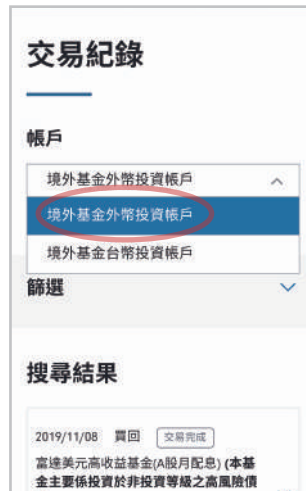 交易紀錄
帳戶
境外基金外幣投資帳戶
境外基金外幣投資帳戶
境外基金台幣投資帳戶
篩選
搜尋結果
2019/11/08 買回 交易完成
富達美元高收益基金(A股月配息) (本基
金主要係投資於非投資等級之高風險債